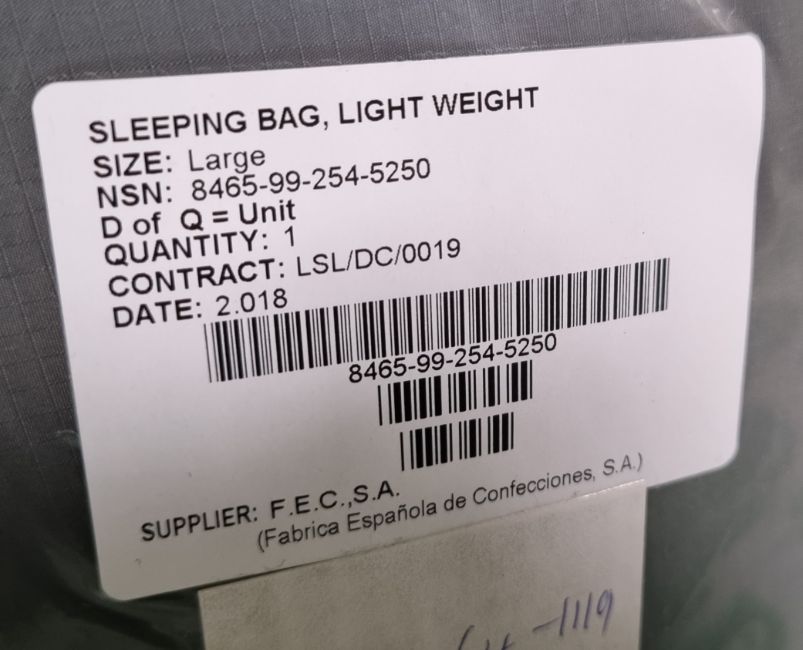 SLEEPING BAG, LIGHT WEIGHT
SIZE: Large
NSN: 8465-99-254-5250
D of Q = Unit
QUANTITY: 1
CONTRACT: LSL/DC/0019
DATE: 2.018
8465-99-254-5250
SUPPLIER: F.E.C.,S.A.
(Fabrica Española de Confecciones, S.A.)
-1119